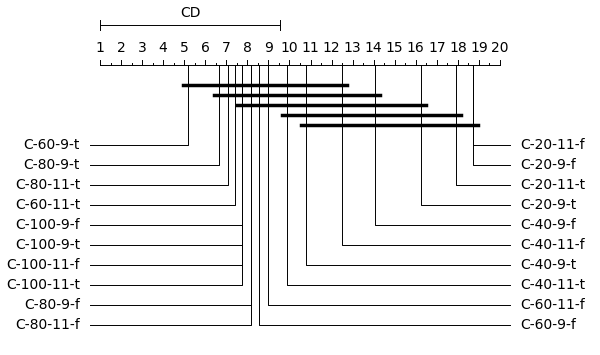 CD
1 2 3 4 5 6 7 8 9 10 11 12 13 14 15 16 17 18 19 20
C-60-9-t C-20-11-f
C-80-9-t C-20-9-f
C-80-11-t C-20-11-t
C-60-11-t C-20-9-t
C-100-9-f C-40-9-f
C-100-9-t C-40-11-f
C-100-11-f C-40-9-t
C-100-11-t C-40-11-t
C-80-9-f C-60-11-f
C-80-11-f C-60-9-f